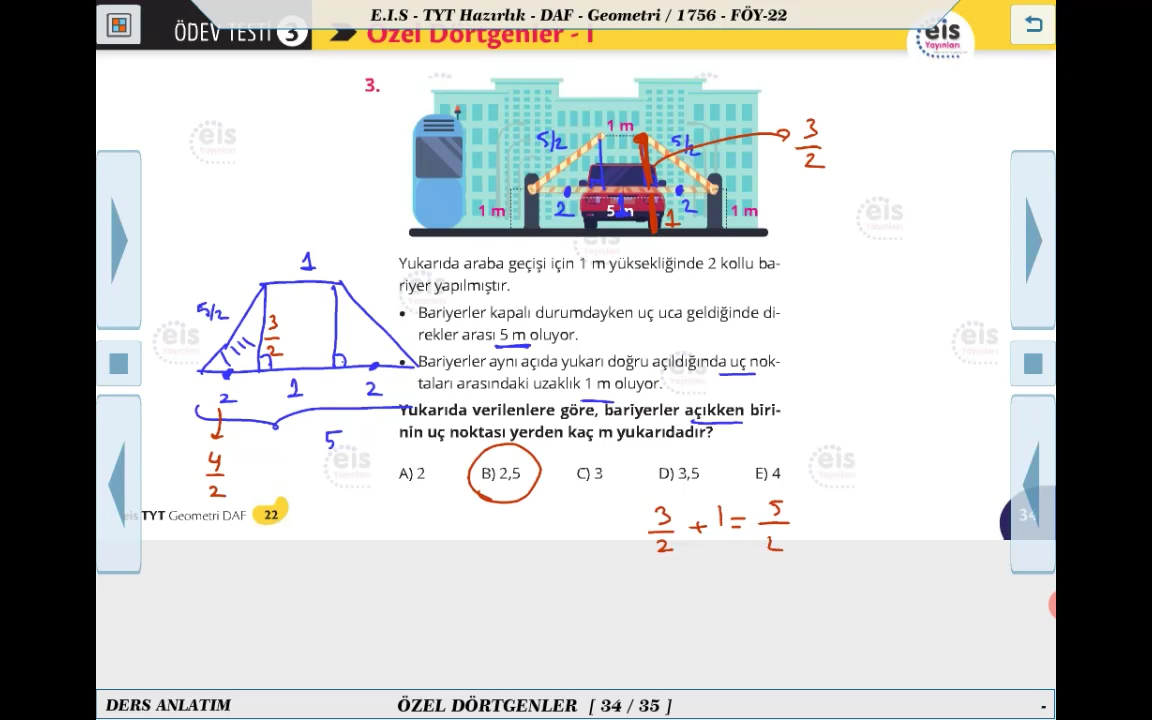 E.I.S - TYT Hazırlık - DAF - Geometri / 1756 - FÖY-22
ÖDEV TESTİ 3
Özel Dörtgenler - I
eis
Yayınları
3.
1 m
5/2
5/2
3
2
1 m
2
5 m
1
2
1
1 m
Yukarıda araba geçişi için 1 m yüksekliğinde 2 kollu ba-
riyer yapılmıştır.
• Bariyerler kapalı durumdayken uç uca geldiğinde di-
rekler arası 5 m oluyor.
• Bariyerler aynı açıda yukarı doğru açıldığında uç nok-
taları arasındaki uzaklık 1 m oluyor.
Yukarıda verilenlere göre, bariyerler açıkken biri-
nin uç noktası yerden kaç m yukarıdadır?
A) 2 B) 2,5 C) 3 D) 3,5 E) 4
1
5/2
3
2
2 1 2
5
4
2
3/2 + 1 = 5/2
eis TYT Geometri DAF 22
34
DERS ANLATIM
ÖZEL DÖRTGENLER [ 34 / 35 ]
-